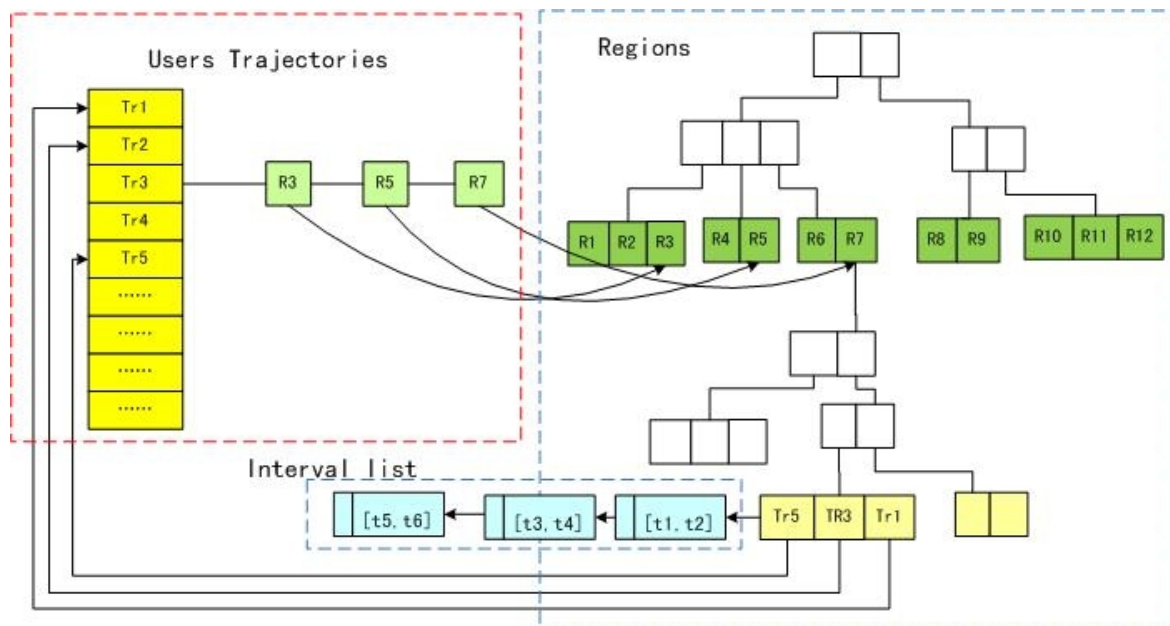 Users Trajectories
Regions
Tr1
Tr2
Tr3
Tr4
Tr5
......
......
......
......
R3
R5
R7
R1 R2 R3
R4 R5
R6 R7
R8 R9
R10 R11 R12
Interval list
[t5, t6]
[t3, t4]
[t1, t2]
Tr5 TR3 Tr1